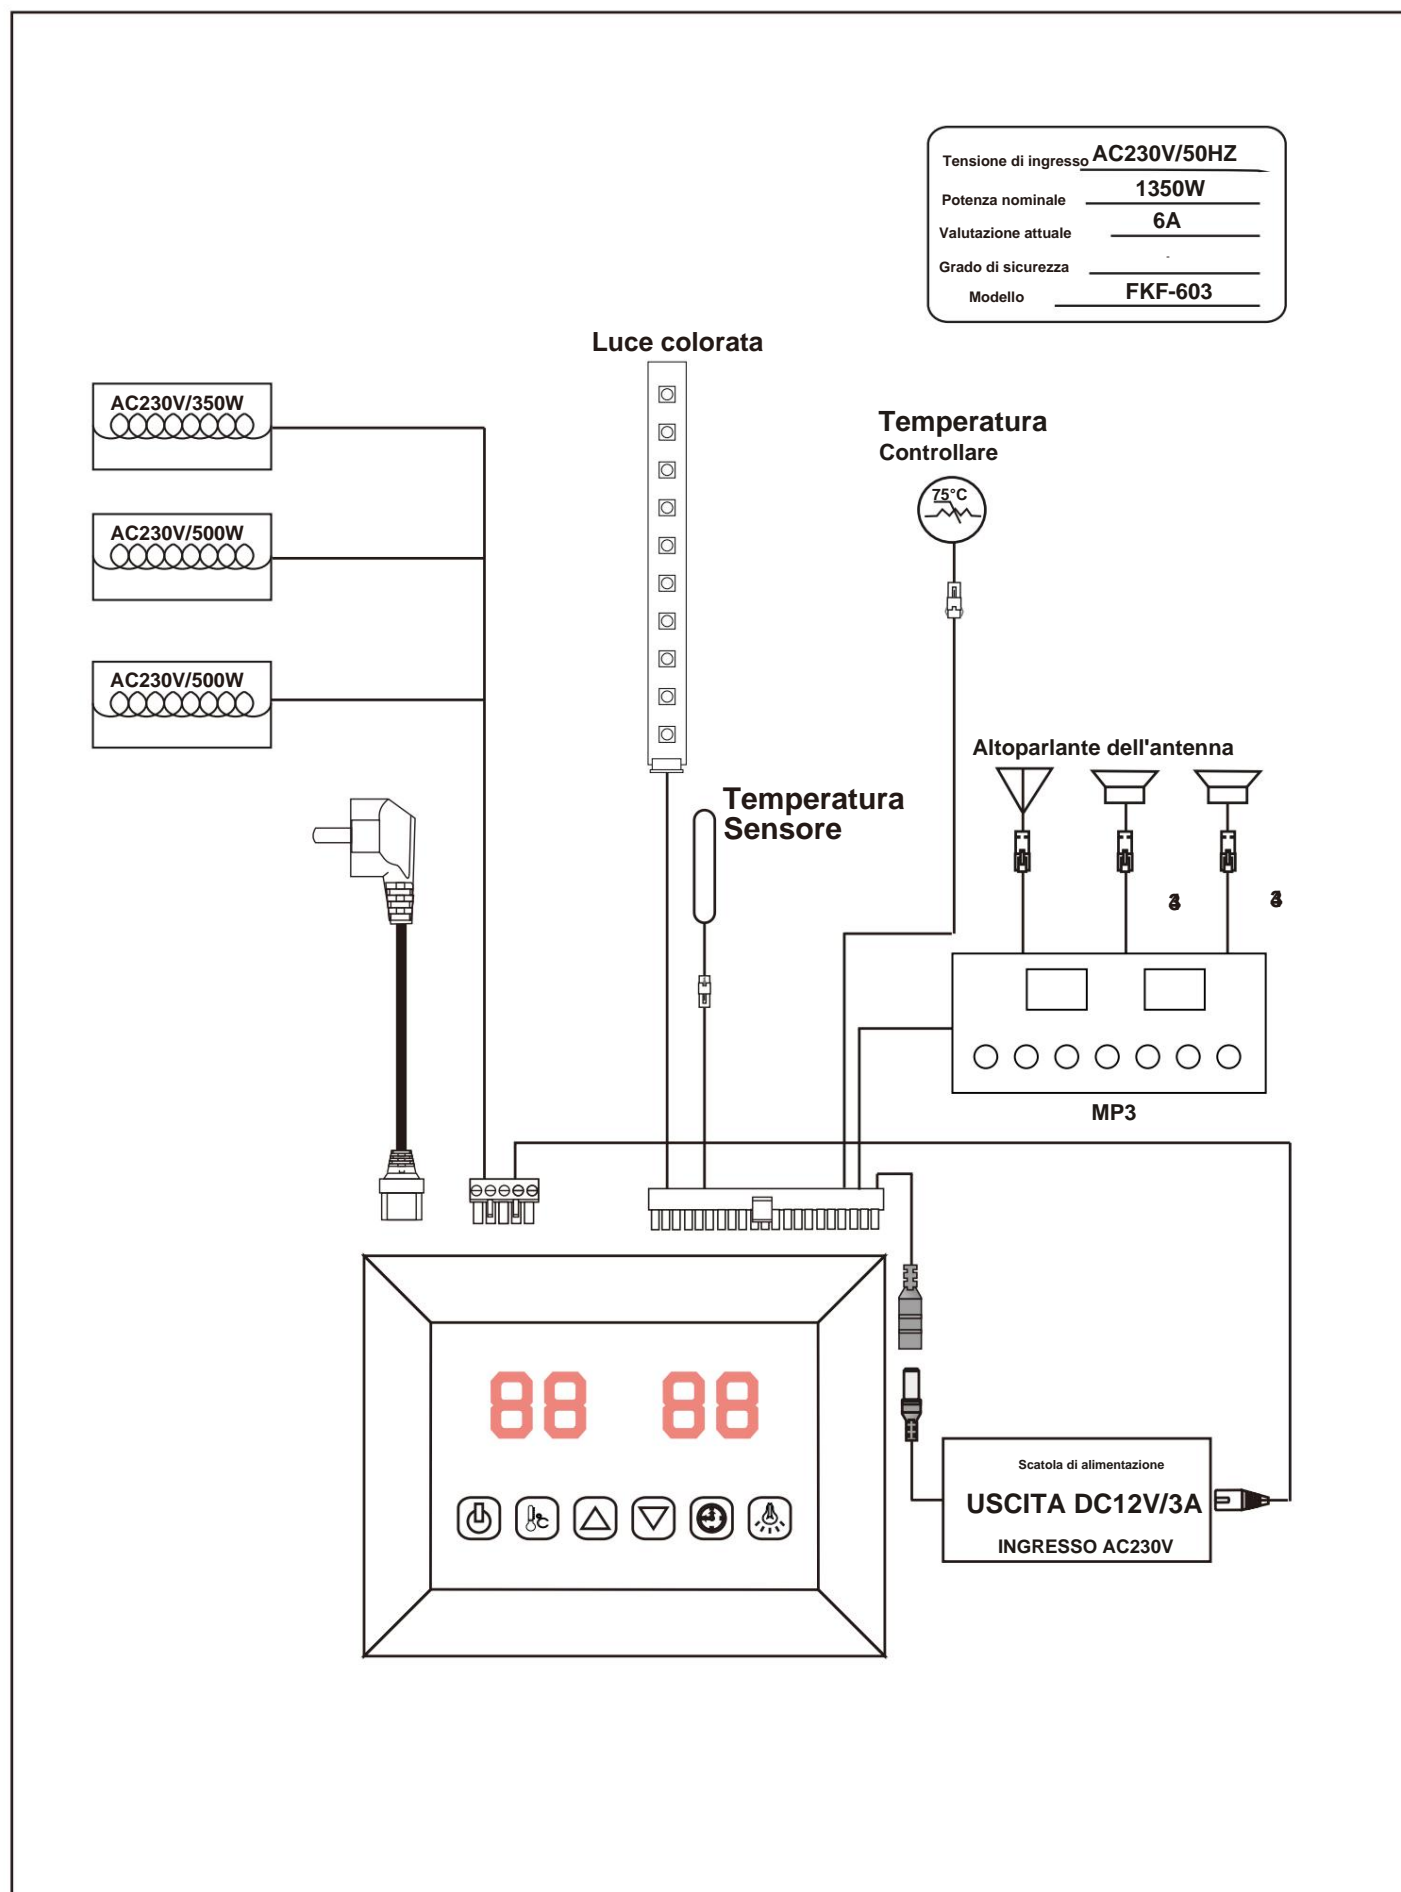 Tensione di ingresso AC230V/50HZ
Potenza nominale 1350W
Valutazione attuale 6A
Grado di sicurezza -
Modello FKF-603
Luce colorata
AC230V/350W
AC230V/500W
AC230V/500W
Temperatura
Controllare
75°C
Altoparlante dell'antenna
Temperatura
Sensore
MP3
88 88
°C
Scatola di alimentazione
USCITA DC12V/3A
INGRESSO AC230V